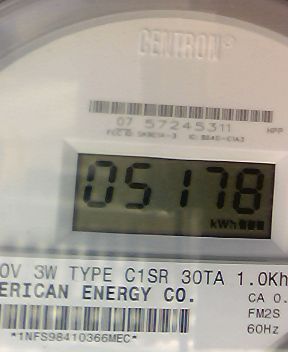 CENTRON®
07 57245311
HPP
05178
kWh
0V 3W TYPE C1SR 30TA 1.0Kh
ERICAN ENERGY CO.
CA 0.
FM2S
60Hz
*1NFS98410366MEC*